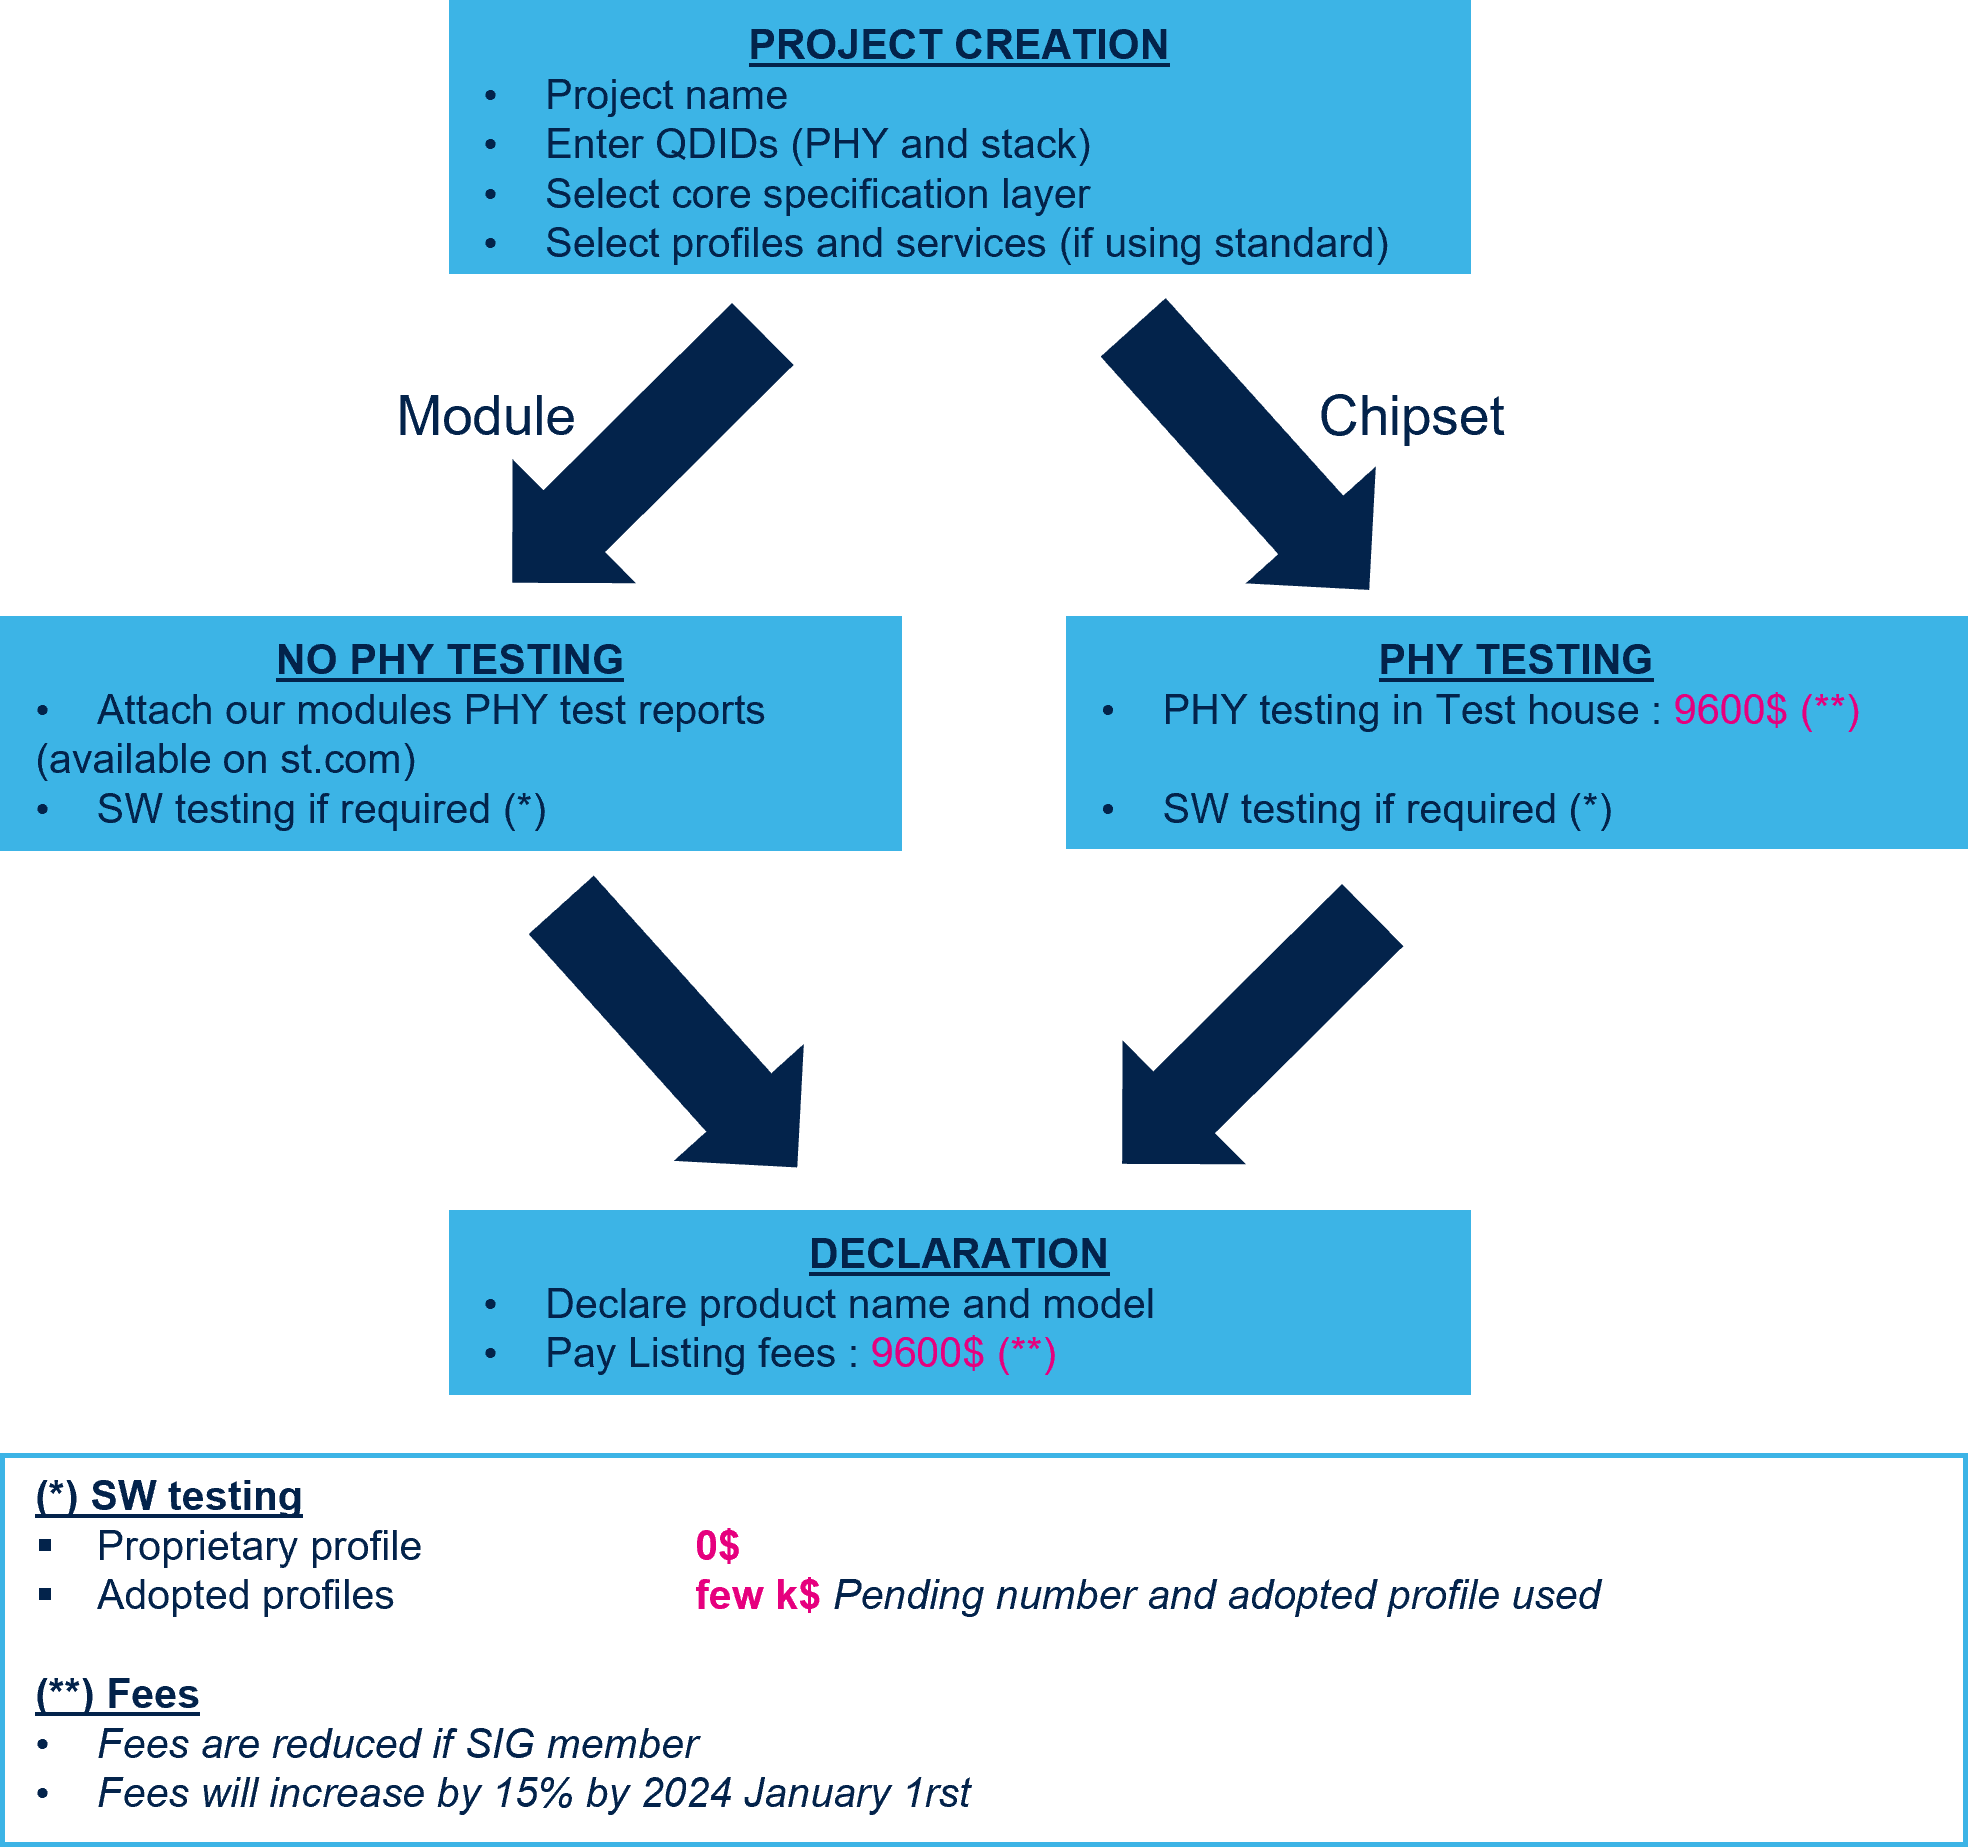 PROJECT CREATION
• Project name
• Enter QDIDs (PHY and stack)
• Select core specification layer
• Select profiles and services (if using standard)
Module
Chipset
NO PHY TESTING
• Attach our modules PHY test reports
(available on st.com)
• SW testing if required (*)
PHY TESTING
• PHY testing in Test house : 9600$ (**)
• SW testing if required (*)
DECLARATION
• Declare product name and model
• Pay Listing fees : 9600$ (**)
(*) SW testing
▪ Proprietary profile 0$
▪ Adopted profiles few k$ Pending number and adopted profile used
(**) Fees
• Fees are reduced if SIG member
• Fees will increase by 15% by 2024 January 1rst